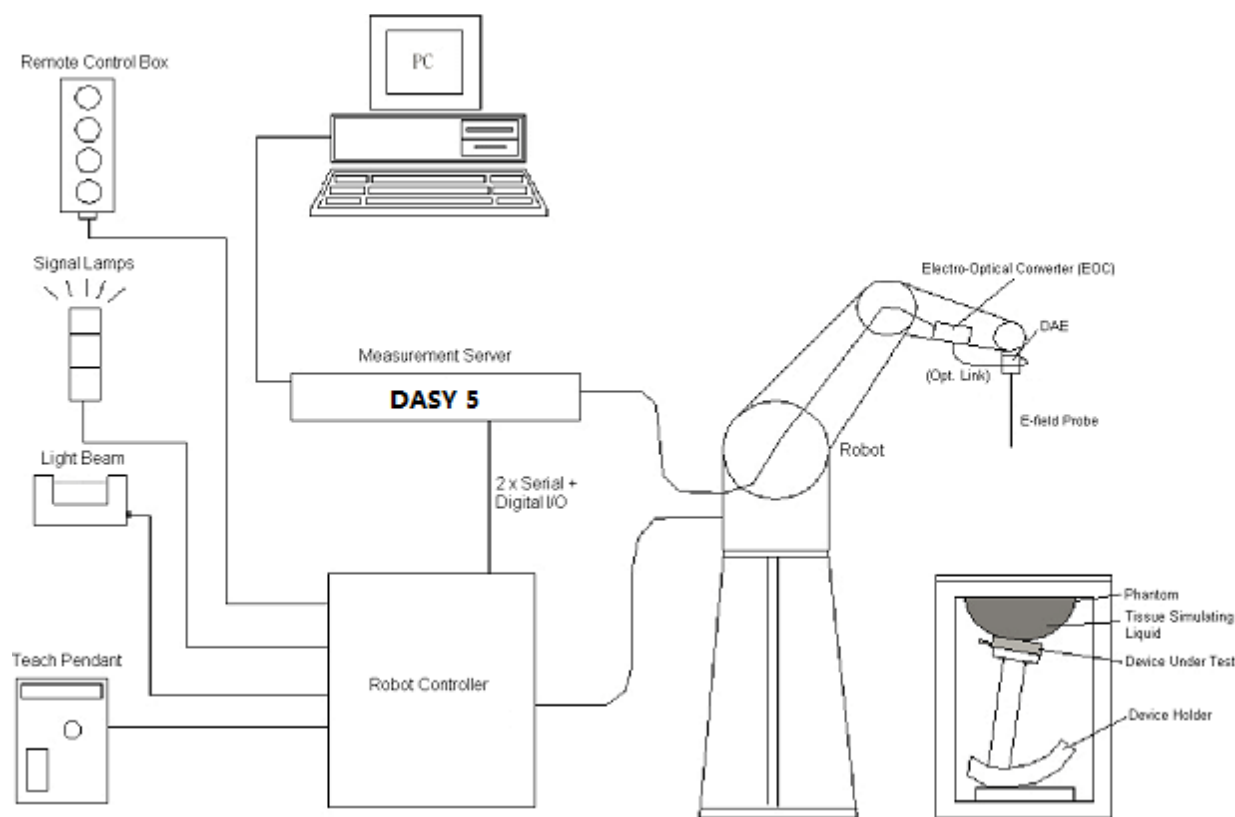 PC
Remote Control Box
Signal Lamps
Electro-Optical Converter (EOC)
DAE
Measurement Server
(Opt. Link)
DASY 5
E-field Probe
Light Beam
Robot
2 x Serial +
Digital I/O
Phantom
Tissue Simulating
Liquid
Teach Pendant
Device Under Test
Robot Controller
Device Holder